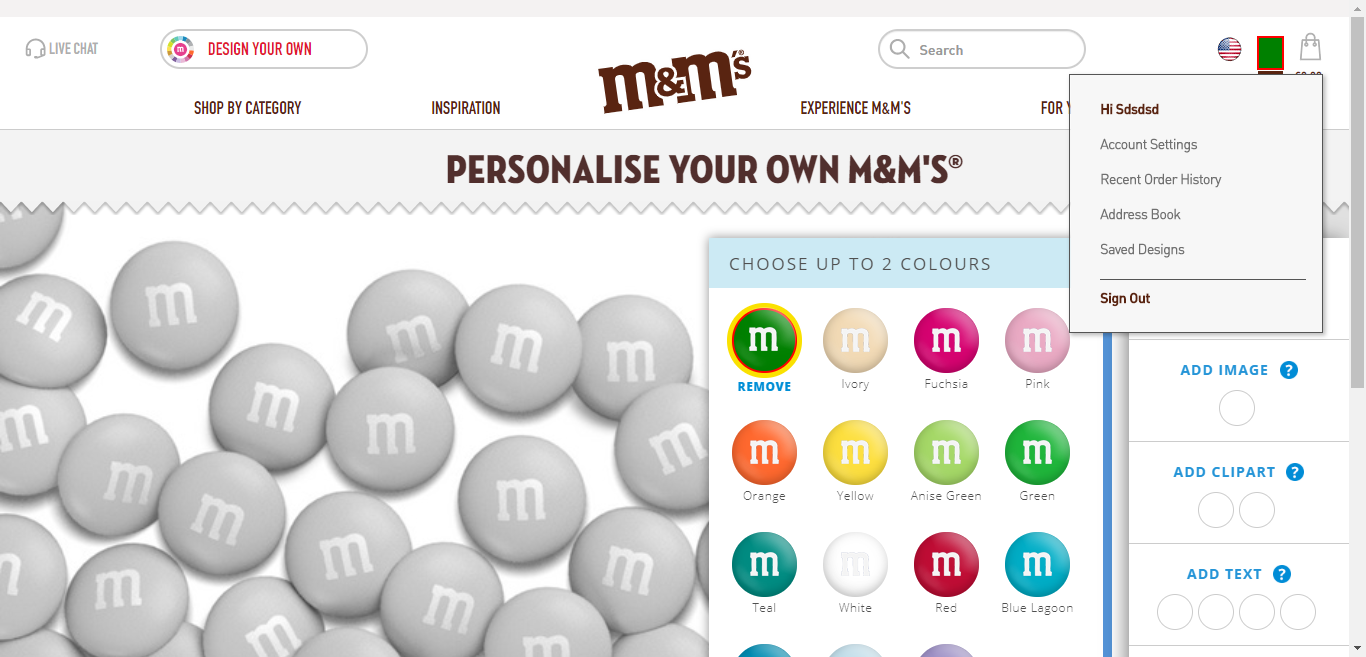 LIVE CHAT
DESIGN YOUR OWN
m&m's®
Search
SHOP BY CATEGORY
INSPIRATION
EXPERIENCE M&M'S
FOR
Hi Sdsdsd
Account Settings
Recent Order History
Address Book
Saved Designs
Sign Out
PERSONALISE YOUR OWN M&M'S®
CHOOSE UP TO 2 COLOURS
m m m m
REMOVE Ivory Fuchsia Pink
m m m m
Orange Yellow Anise Green Green
m m m m
Teal White Red Blue Lagoon
ADD IMAGE ?
ADD CLIPART ?
ADD TEXT ?